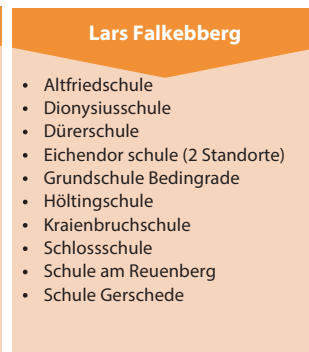 Lars Falkebberg
• Altfriedschule
• Dionysiusschule
• Dürerschule
• Eichendor schule (2 Standorte)
• Grundschule Bedingrade
• Höltingschule
• Kraienbruchschule
• Schlossschule
• Schule am Reuenberg
• Schule Gerschede